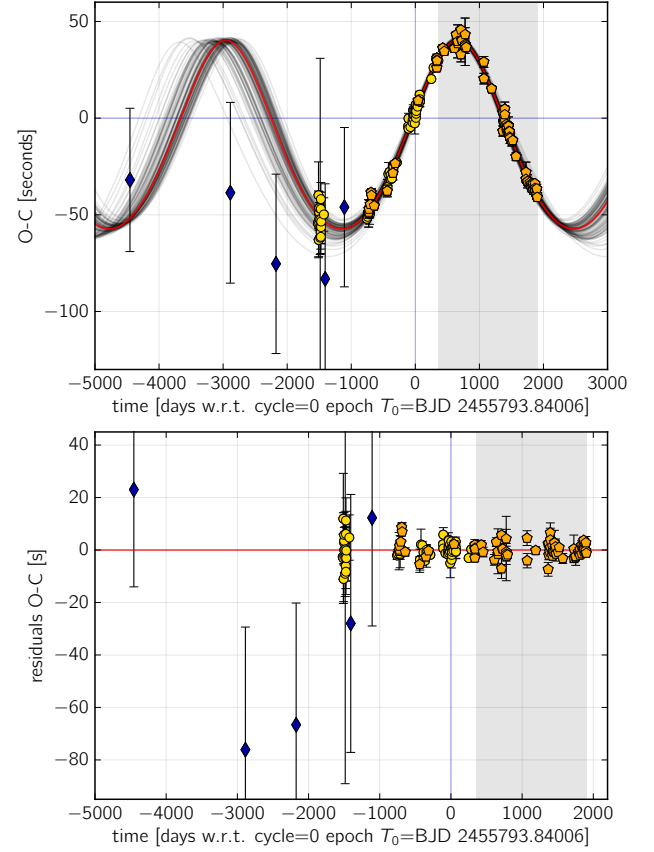 50
0
−50
−100
O-C [seconds]
−5000 −4000 −3000 −2000 −1000 0 1000 2000 3000
time [days w.r.t. cycle=0 epoch T₀=BJD 2455793.84006]
40
20
0
−20
−40
−60
−80
residuals O-C [s]
−5000 −4000 −3000 −2000 −1000 0 1000 2000
time [days w.r.t. cycle=0 epoch T₀=BJD 2455793.84006]